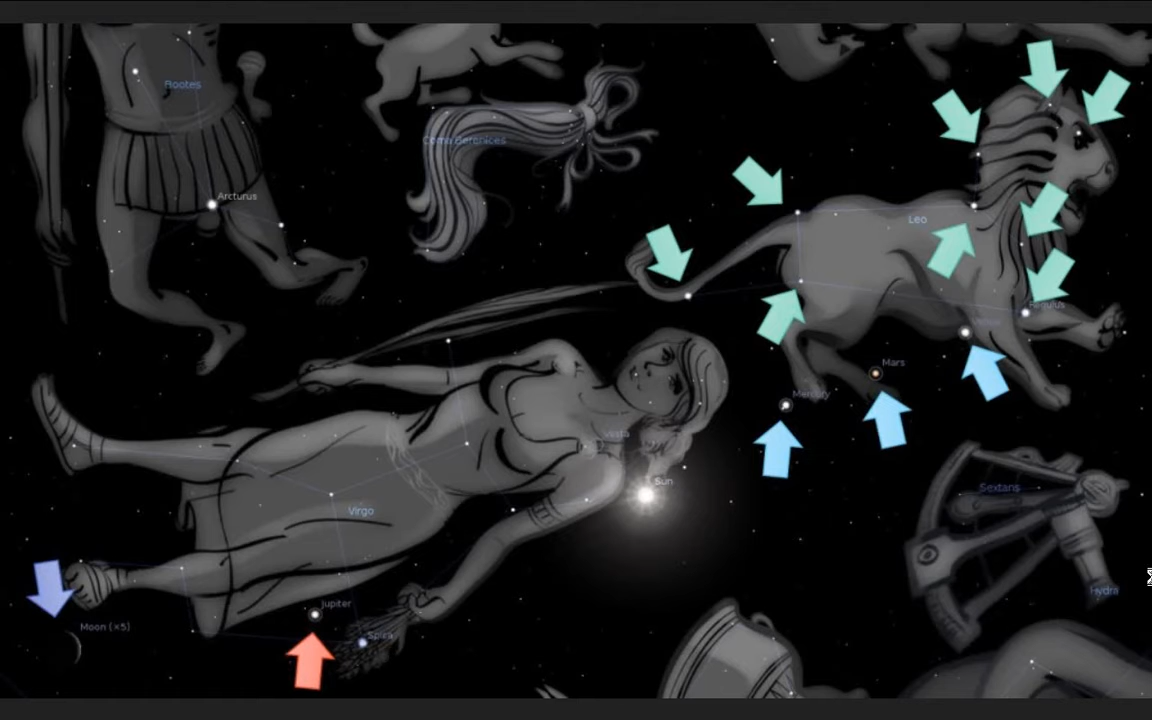 Bootes
Coma Berenices
Arcturus
Leo
Regulus
Mars
Mercury
Vesta
Sun
Sextans
Virgo
Hydra
Jupiter
Moon (×5)
Spica